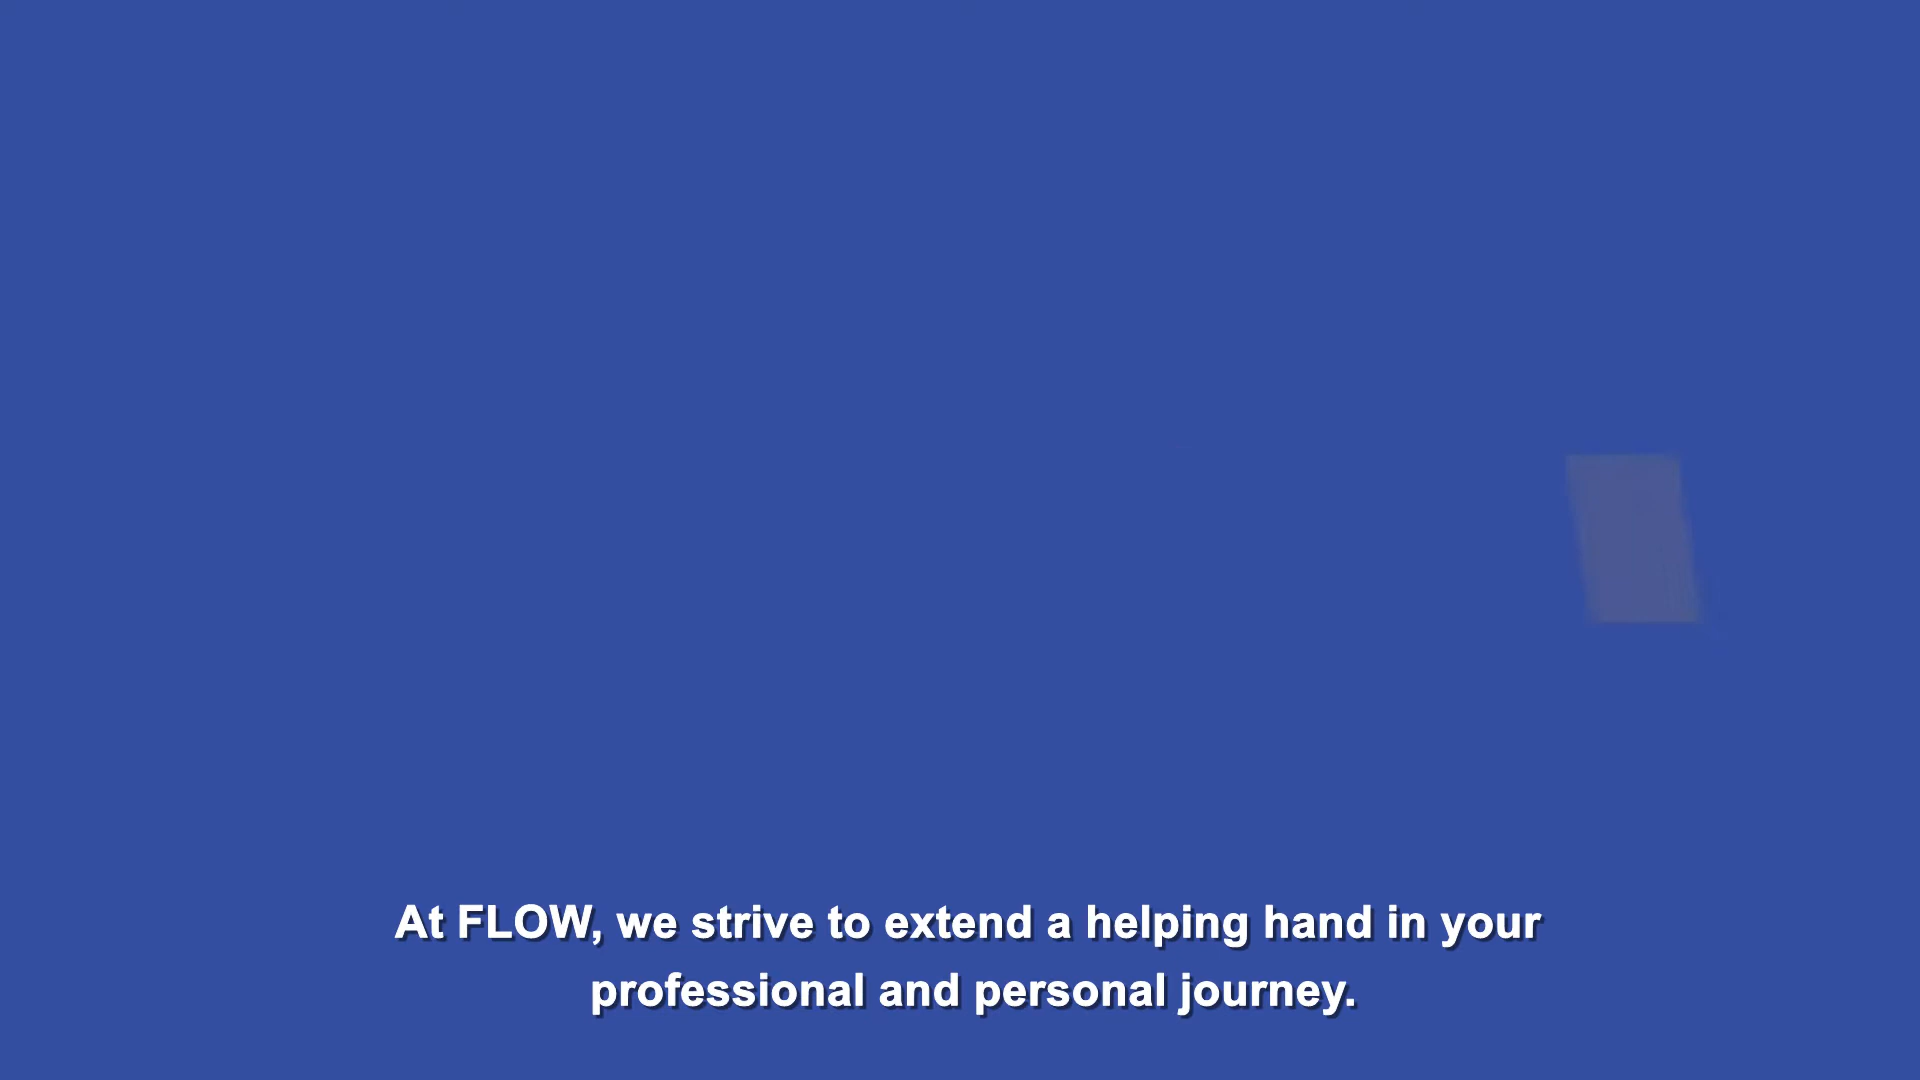 At FLOW, we strive to extend a helping hand in your
professional and personal journey.